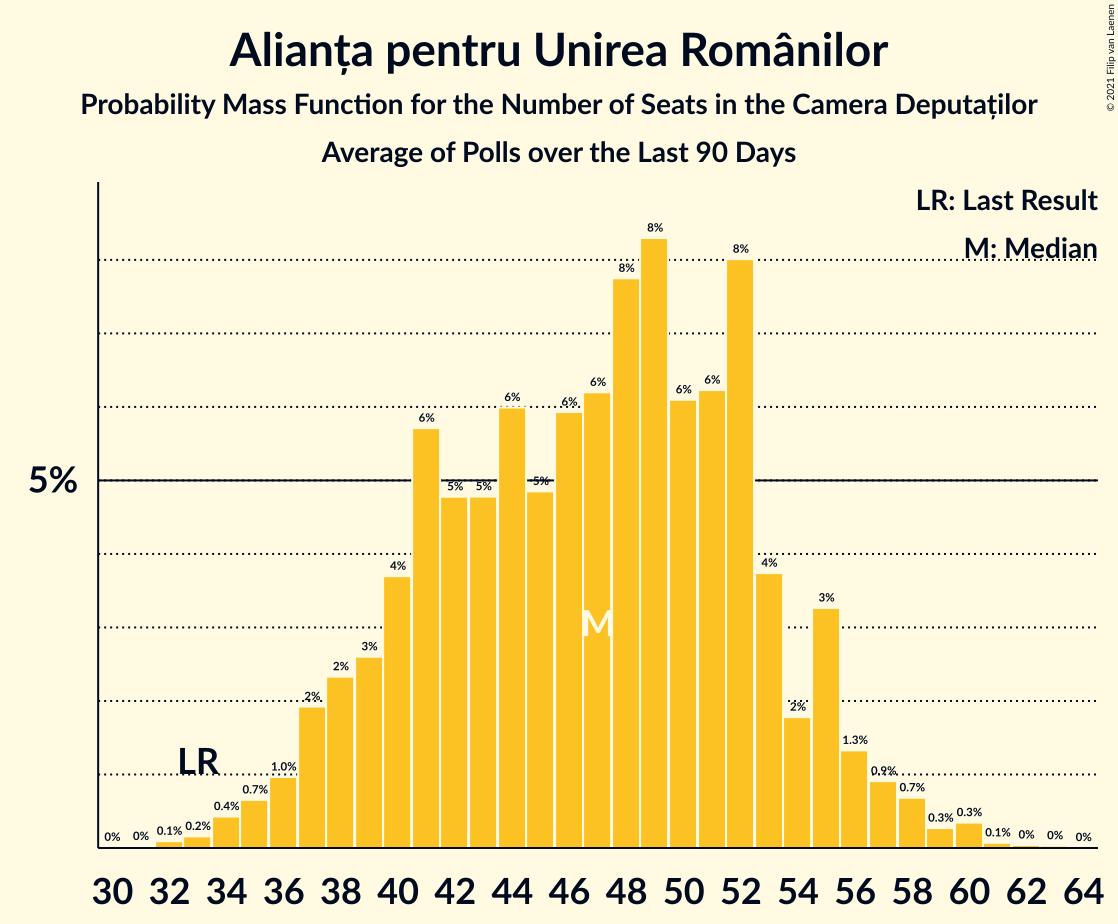 Alianța pentru Unirea Românilor
Probability Mass Function for the Number of Seats in the Camera Deputaților
Average of Polls over the Last 90 Days
© 2021 Filip van Laenen
LR: Last Result
M: Median
5%
0% 0% 0.1% 0.2% 0.4% 0.7% 1.0% 2% 2% 3% 4% 6% 5% 5% 6% 5% 6% 6% 8% 8% 6% 6% 8% 4% 2% 3% 1.3% 0.9% 0.7% 0.3% 0.3% 0.1% 0% 0% 0%
M
LR
30 32 34 36 38 40 42 44 46 48 50 52 54 56 58 60 62 64